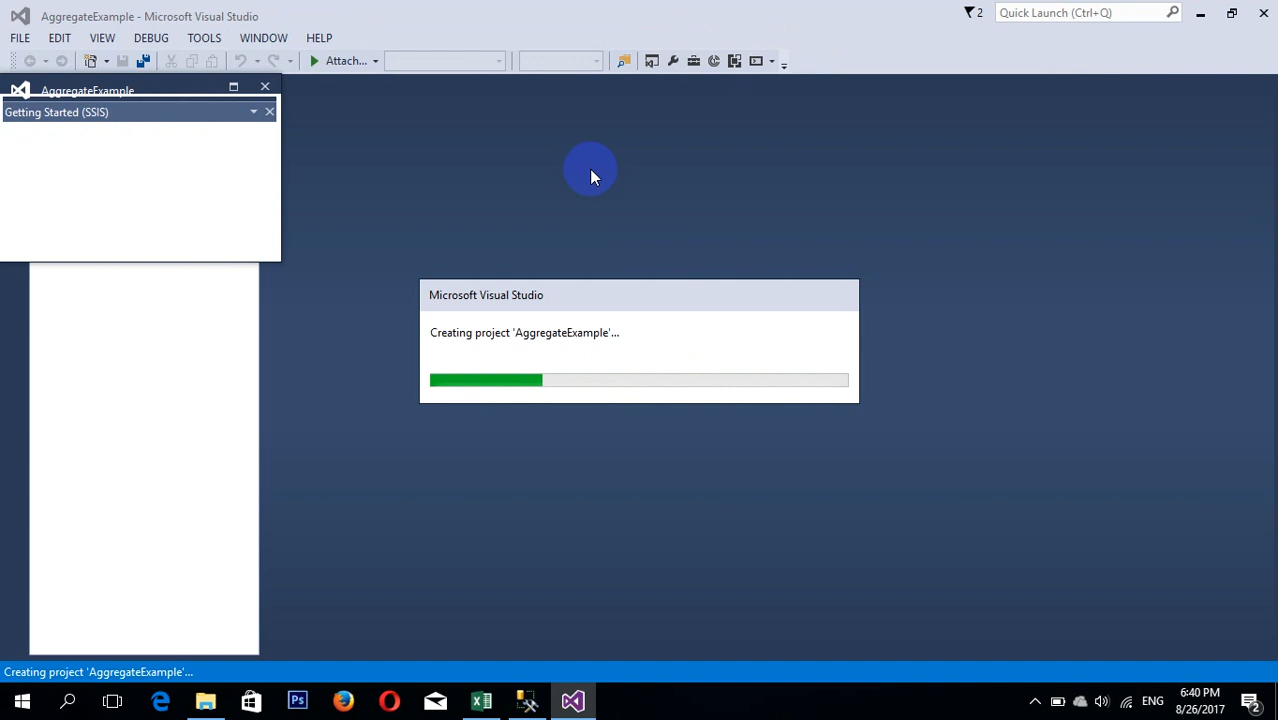 AggregateExample - Microsoft Visual Studio
2
Quick Launch (Ctrl+Q)
FILE EDIT VIEW DEBUG TOOLS WINDOW HELP
Attach...
AggregateExample
Getting Started (SSIS)
Microsoft Visual Studio
Creating project 'AggregateExample'...
Creating project 'AggregateExample'...
Ps
ENG
6:40 PM
8/26/2017
2